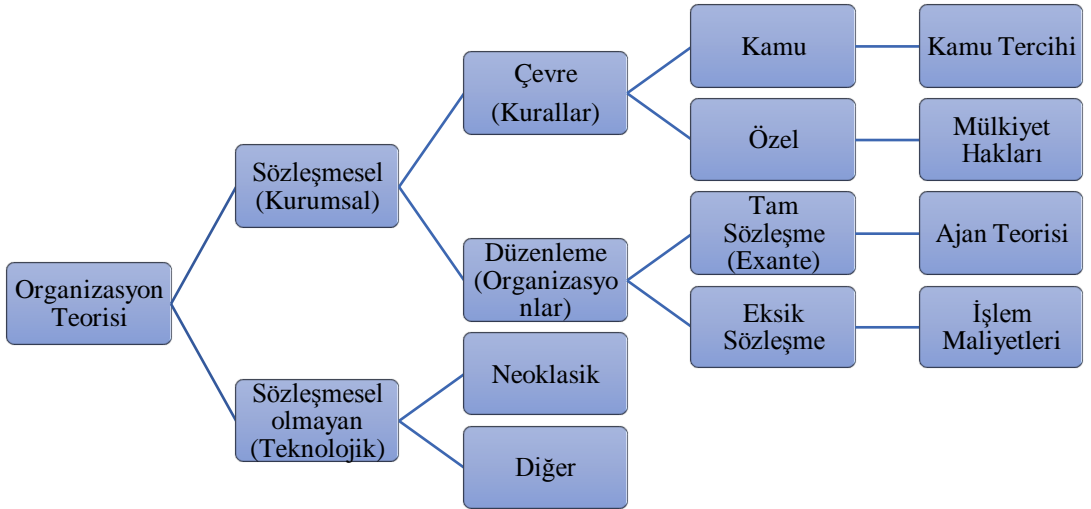 Organizasyon
Teorisi
Sözleşmesel
(Kurumsal)
Çevre
(Kurallar)
Kamu
Kamu Tercihi
Özel
Mülkiyet
Hakları
Düzenleme
(Organizasyo
nlar)
Tam
Sözleşme
(Exante)
Ajan Teorisi
Eksik
Sözleşme
İşlem
Maliyetleri
Sözleşmesel
olmayan
(Teknolojik)
Neoklasik
Diğer